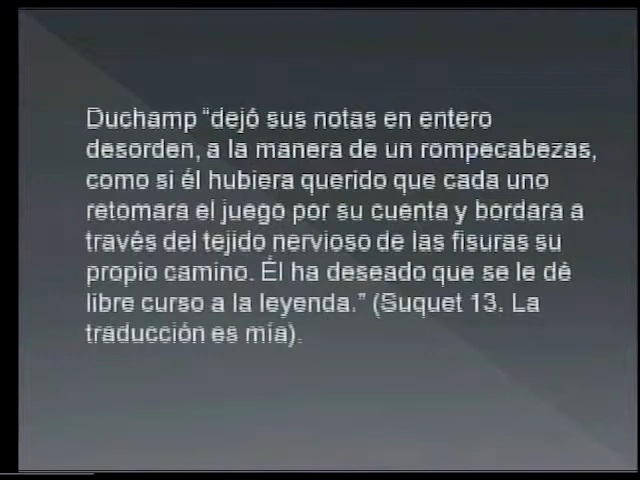 Duchamp “dejó sus notas en entero
desorden, a la manera de un rompecabezas,
como si él hubiera querido que cada uno
retomara el juego por su cuenta y bordara a
través del tejido nervioso de las fisuras su
propio camino. Él ha deseado que se le dé
libre curso a la leyenda.” (Suquet 13. La
traducción es mía).